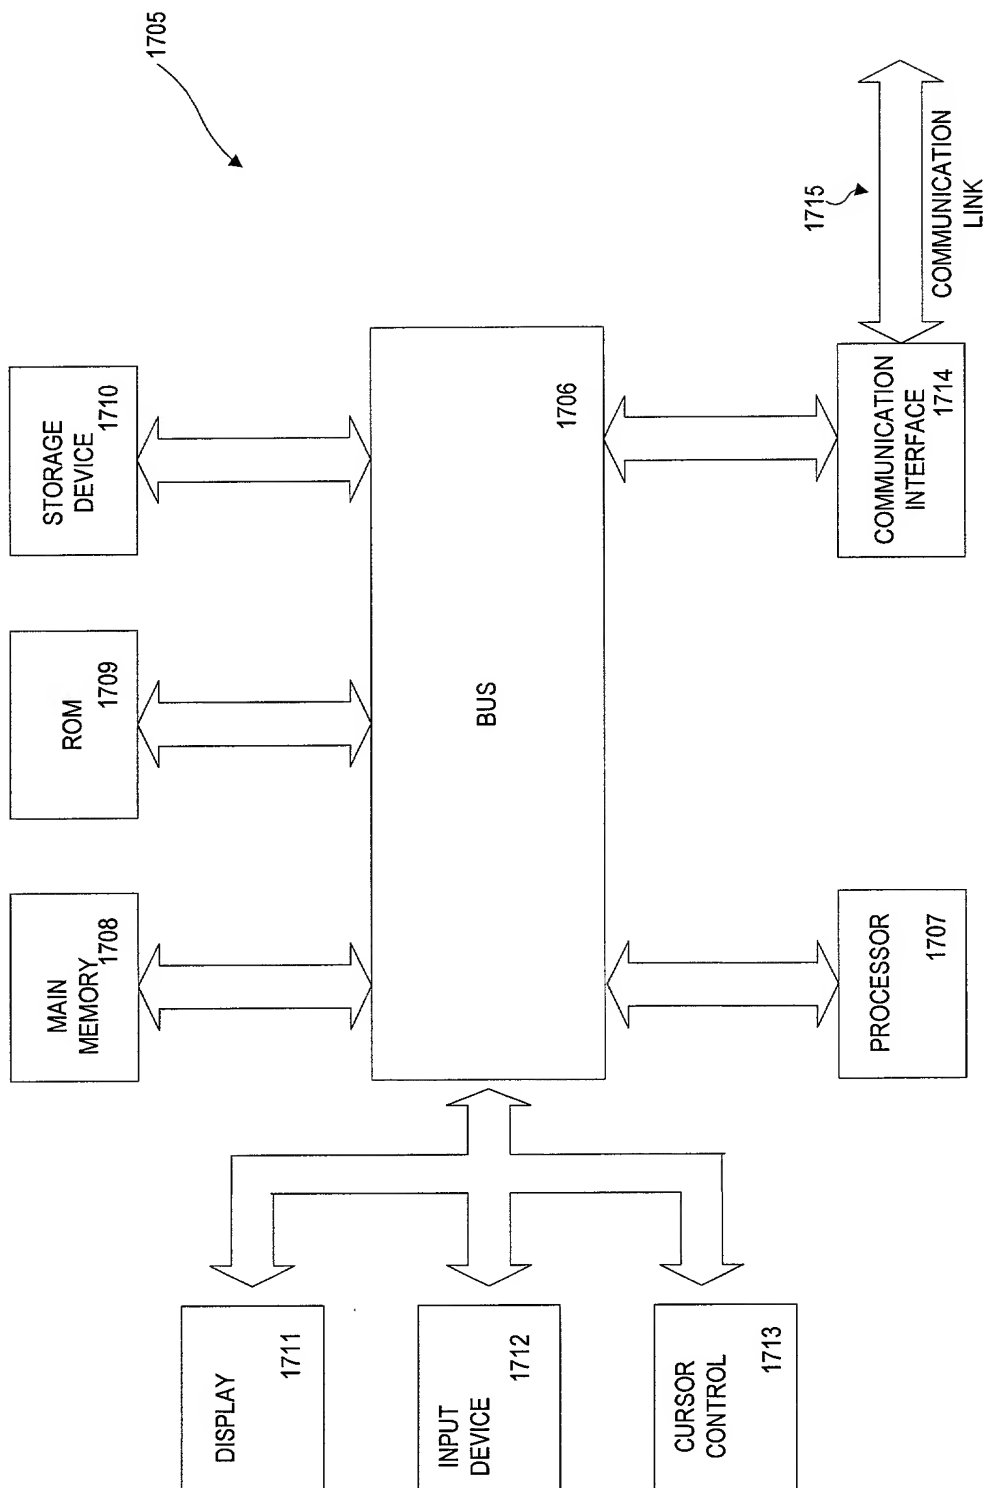 1705
MAIN
MEMORY
1708
ROM
1709
STORAGE
DEVICE
1710
DISPLAY
1711
INPUT
DEVICE
1712
CURSOR
CONTROL
1713
BUS
1706
PROCESSOR
1707
COMMUNICATION
INTERFACE
1714
1715
COMMUNICATION
LINK